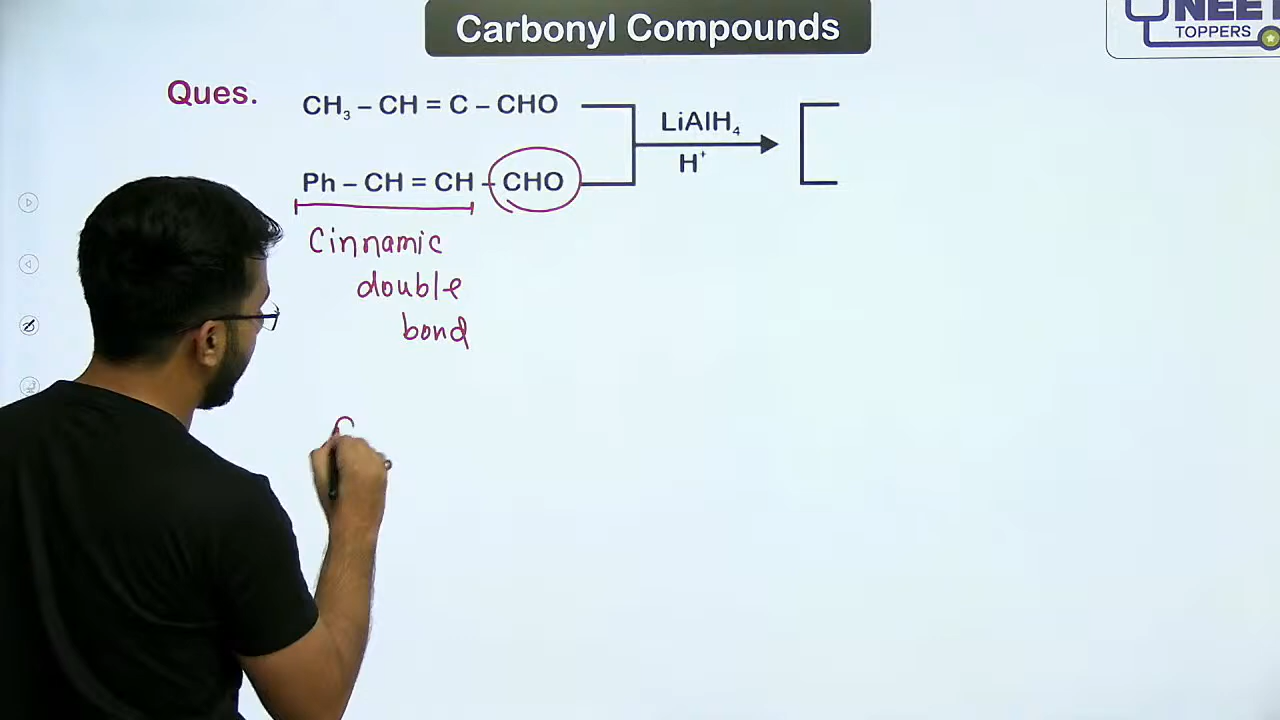 Carbonyl Compounds
NEET
TOPPERS
Ques.
CH₃ – CH = C – CHO
LiAlH₄
H⁺
Ph – CH = CH – CHO
Cinnamic
double
bond